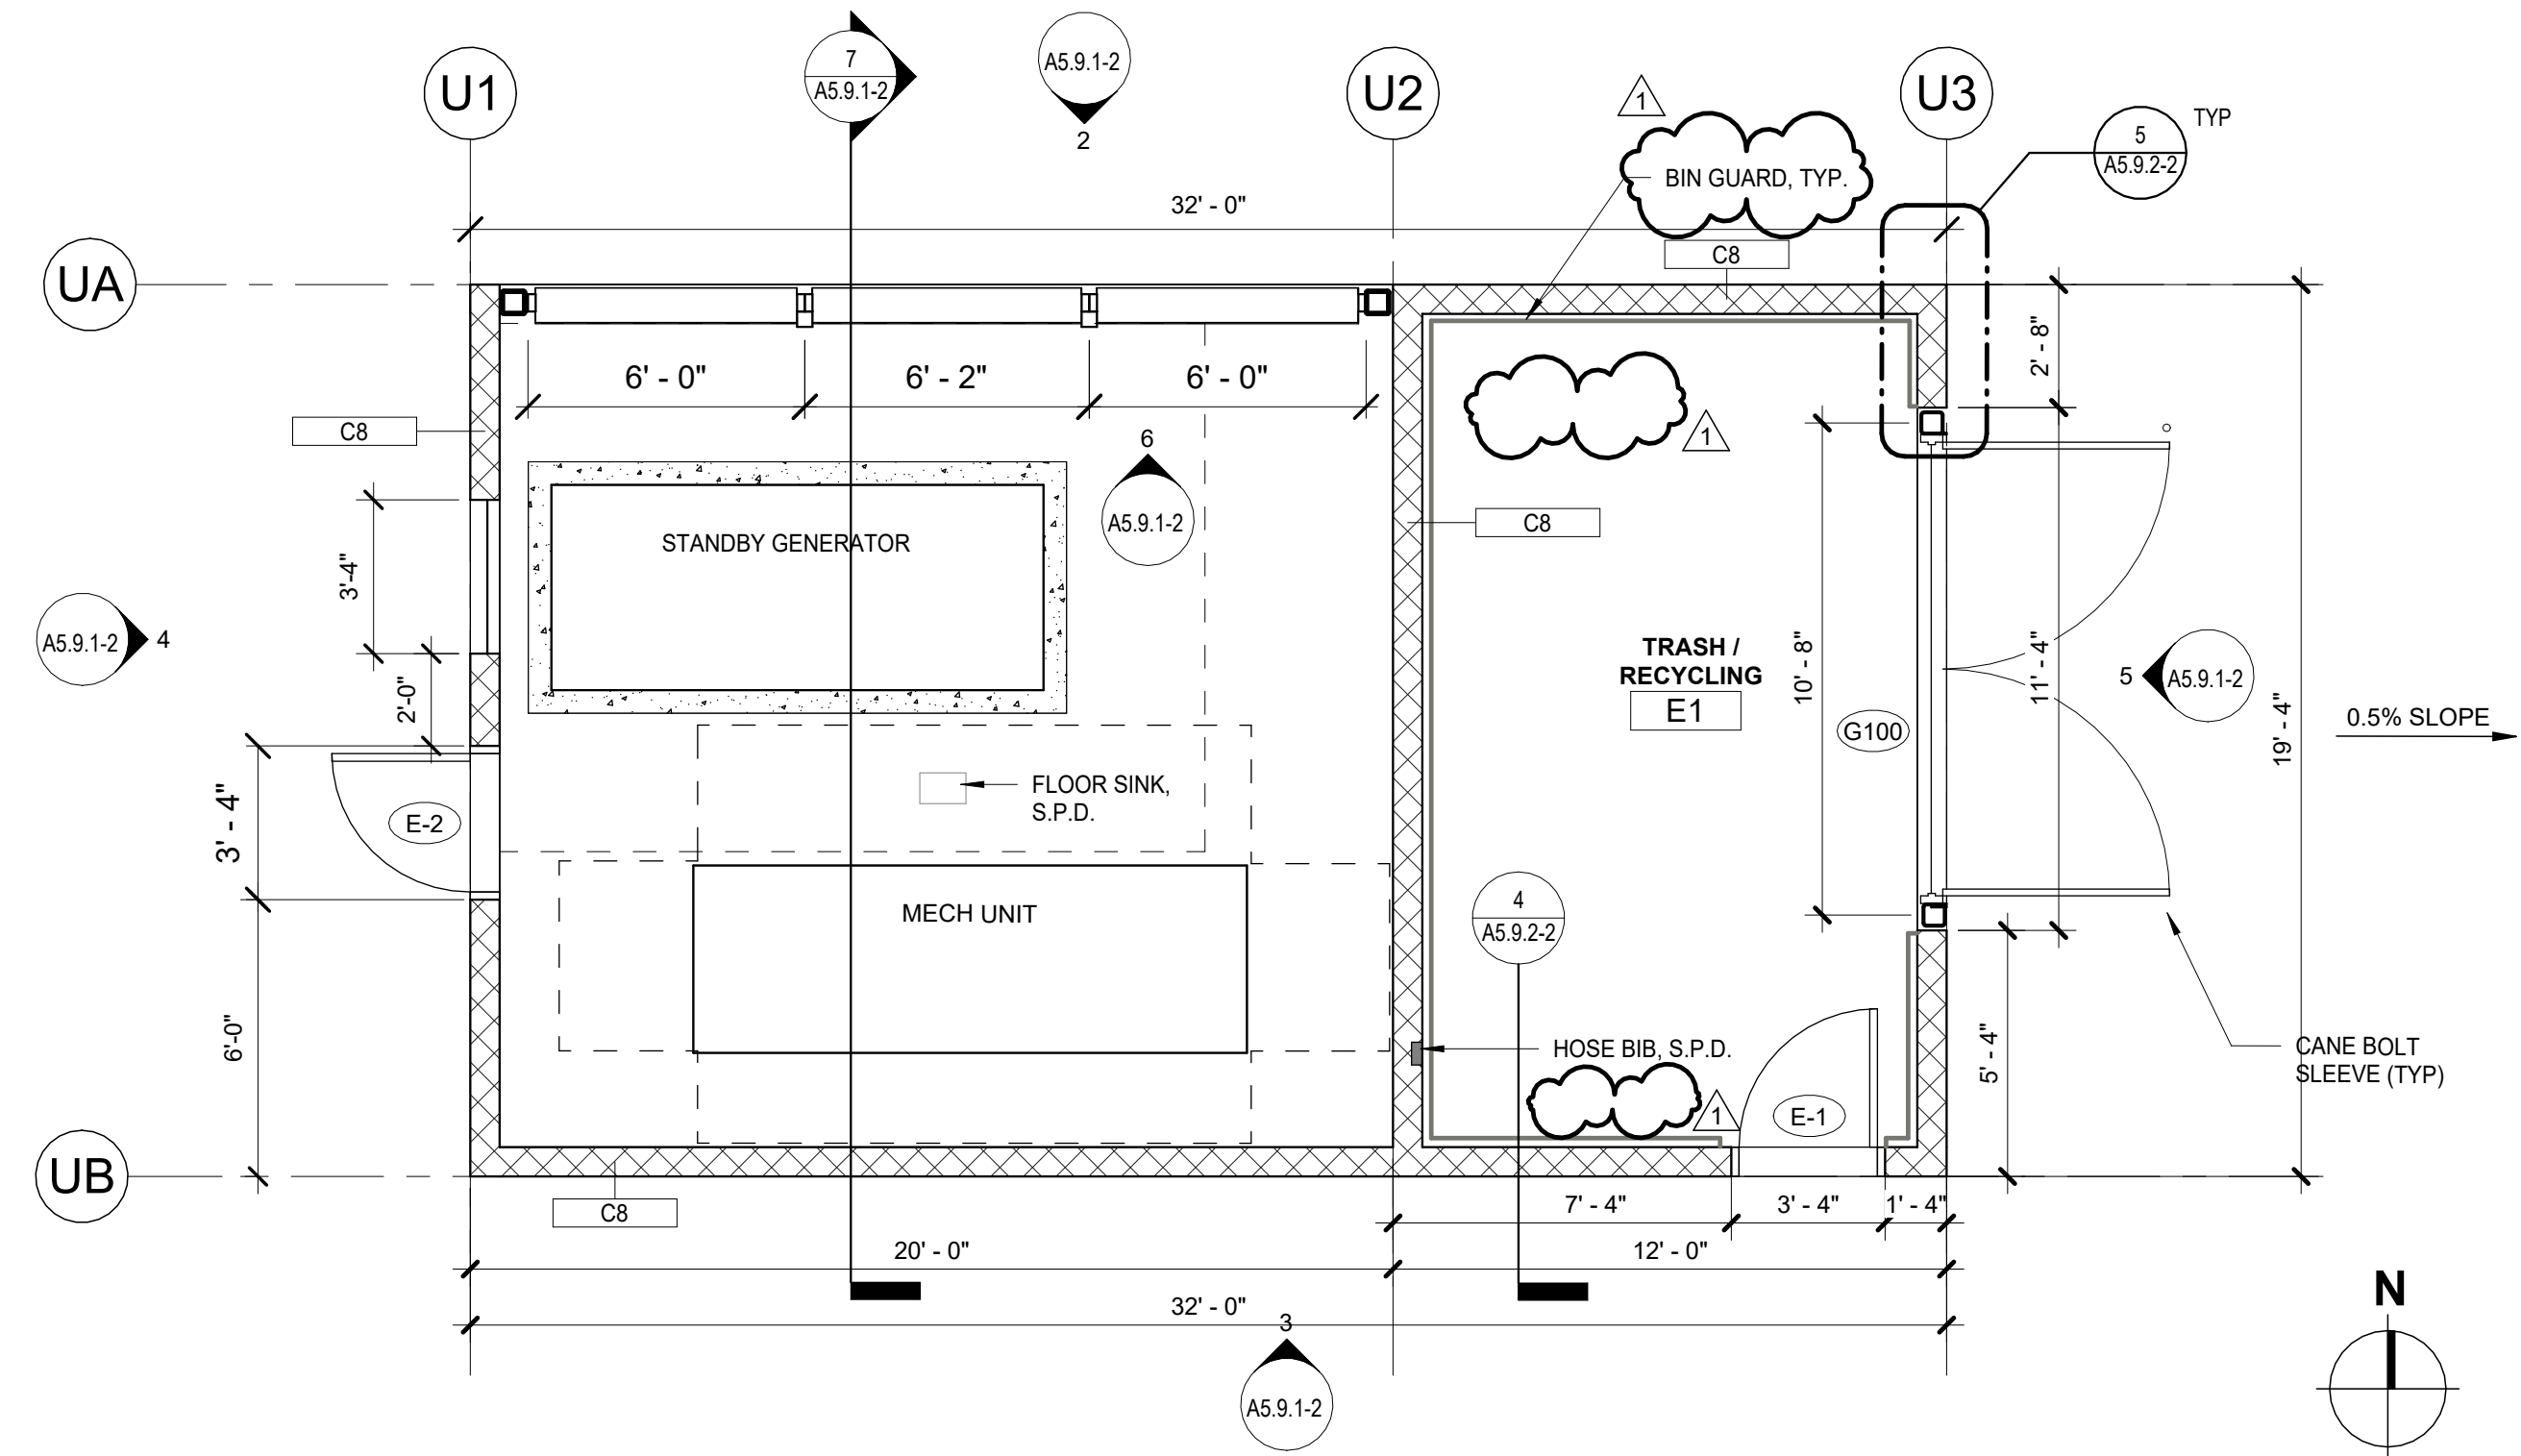 7
A5.9.1-2
A5.9.1-2
2
U1
U2
U3
1
BIN GUARD, TYP.
5
A5.9.2-2
TYP
32' - 0"
C8
UA
6' - 0"
6' - 2"
6' - 0"
2' - 8"
C8
1
6
A5.9.1-2
C8
STANDBY GENERATOR
3'-4"
A5.9.1-2
4
2'-0"
TRASH /
RECYCLING
E1
10' - 8"
G100
11' - 4"
5
A5.9.1-2
19' - 4"
0.5% SLOPE
3' - 4"
E-2
FLOOR SINK,
S.P.D.
MECH UNIT
4
A5.9.2-2
6'-0"
HOSE BIB, S.P.D.
1
E-1
5' - 4"
CANE BOLT
SLEEVE (TYP)
UB
C8
7' - 4"
3' - 4"
1' - 4"
20' - 0"
12' - 0"
32' - 0"
3
A5.9.1-2
N